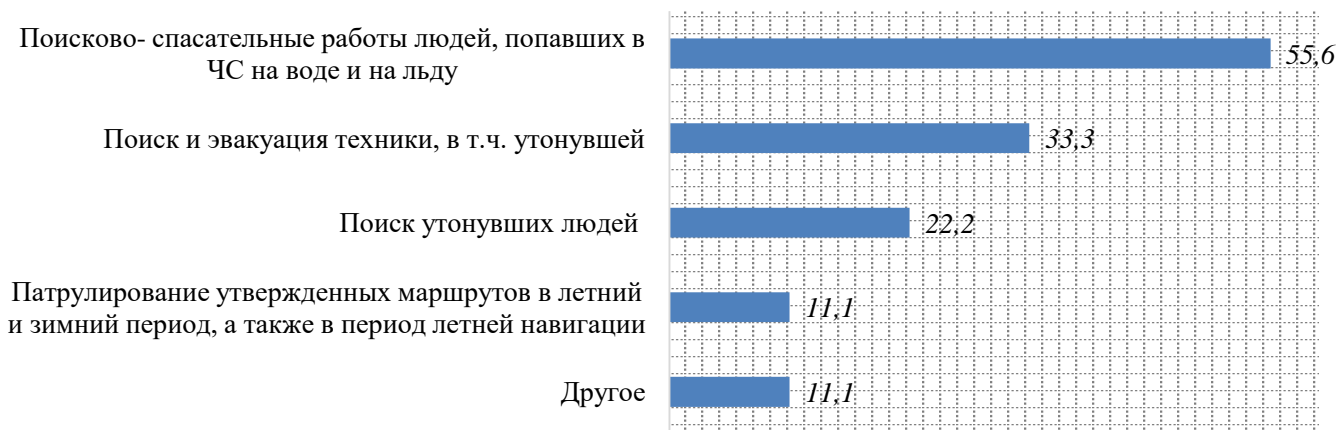 Поисково- спасательные работы людей, попавших в
ЧС на воде и на льду
55,6
Поиск и эвакуация техники, в т.ч. утонувшей
33,3
Поиск утонувших людей
22,2
Патрулирование утвержденных маршрутов в летний
и зимний период, а также в период летней навигации
11,1
Другое
11,1